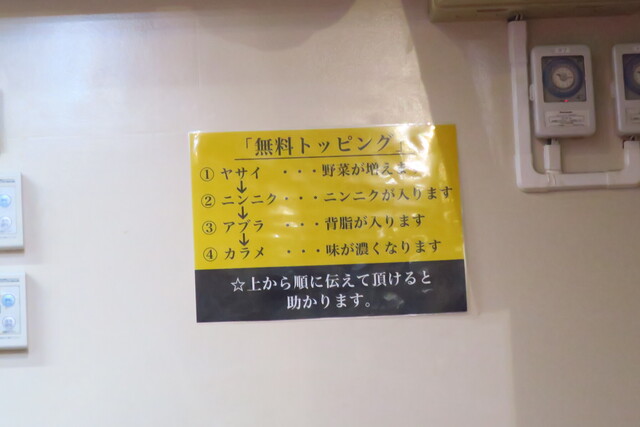 「無料トッピング」
① ヤサイ ・・・野菜が増えま
↓
② ニンニク・・・ニンニクが入ります
↓
③ アブラ ・・・背脂が入ります
↓
④ カラメ ・・・味が濃くなります
☆上から順に伝えて頂けると
助かります。